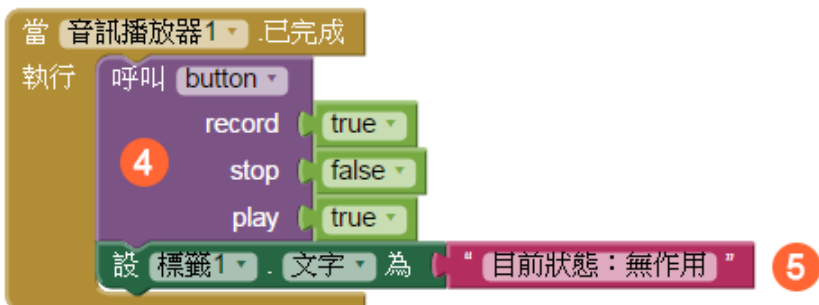 當 音訊播放器1 .已完成
執行 呼叫 button
record true
4 stop false
play true
設 標籤1 . 文字 為 " 目前狀態：無作用 " 5